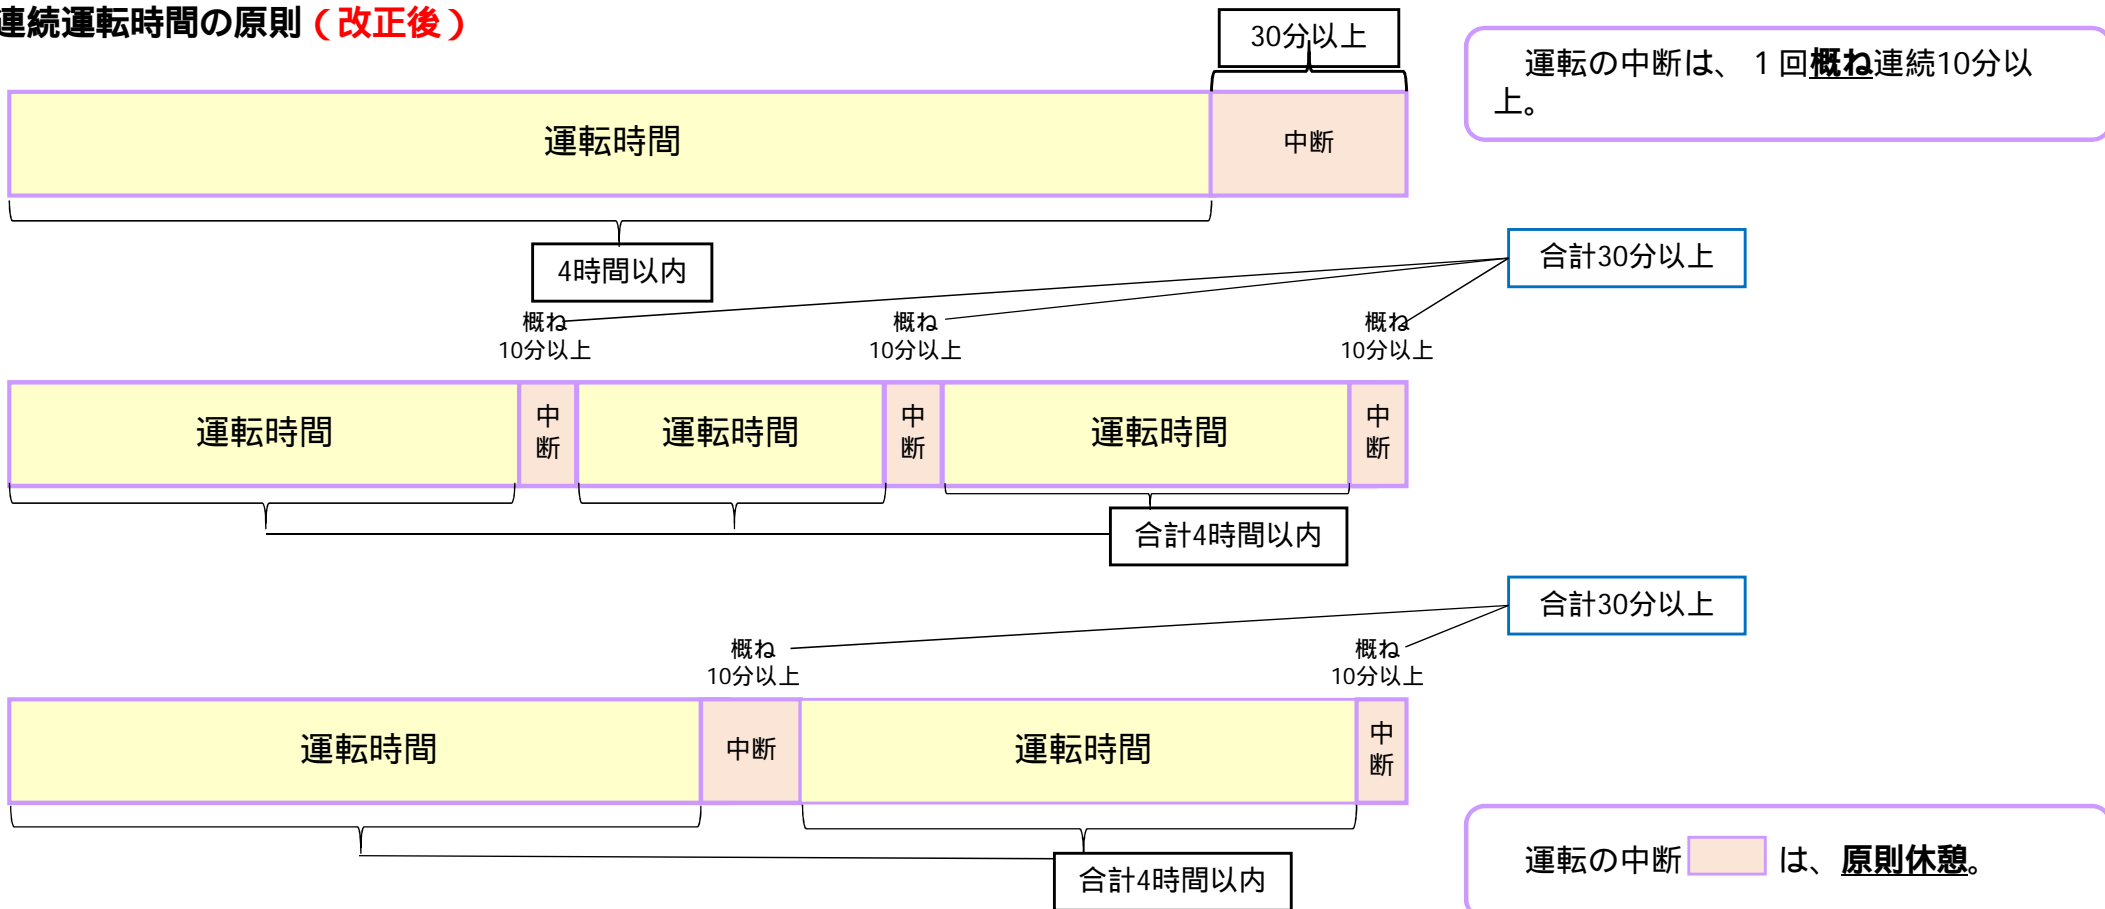 連続運転時間の原則（改正後）
30分以上
運転の中断は、１回概ね連続10分以
上。
運転時間
中断
4時間以内
合計30分以上
概ね
10分以上
概ね
10分以上
概ね
10分以上
運転時間
中
断
運転時間
中
断
運転時間
中
断
合計4時間以内
合計30分以上
概ね
10分以上
概ね
10分以上
運転時間
中断
運転時間
中
断
運転の中断 は、原則休憩。
合計4時間以内